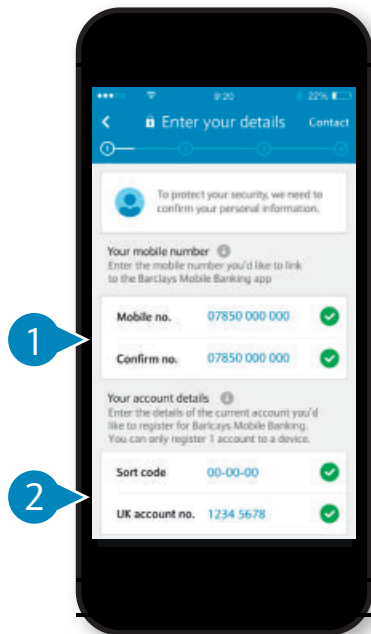 9:20 22%
Enter your details Contact
To protect your security, we need to
confirm your personal information.
Your mobile number
Enter the mobile number you'd like to link
to the Barclays Mobile Banking app
Mobile no. 07850 000 000
1
Confirm no. 07850 000 000
Your account details
Enter the details of the current account you'd
like to register for Barlcays Mobile Banking.
You can only register 1 account to a device.
Sort code 00-00-00
2
UK account no. 1234 5678